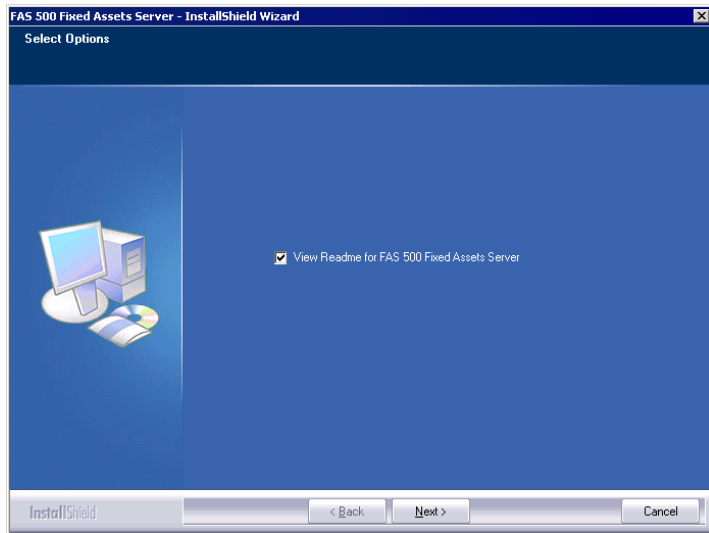 FAS 500 Fixed Assets Server - InstallShield Wizard
Select Options
View Readme for FAS 500 Fixed Assets Server
InstallShield
< Back
Next >
Cancel